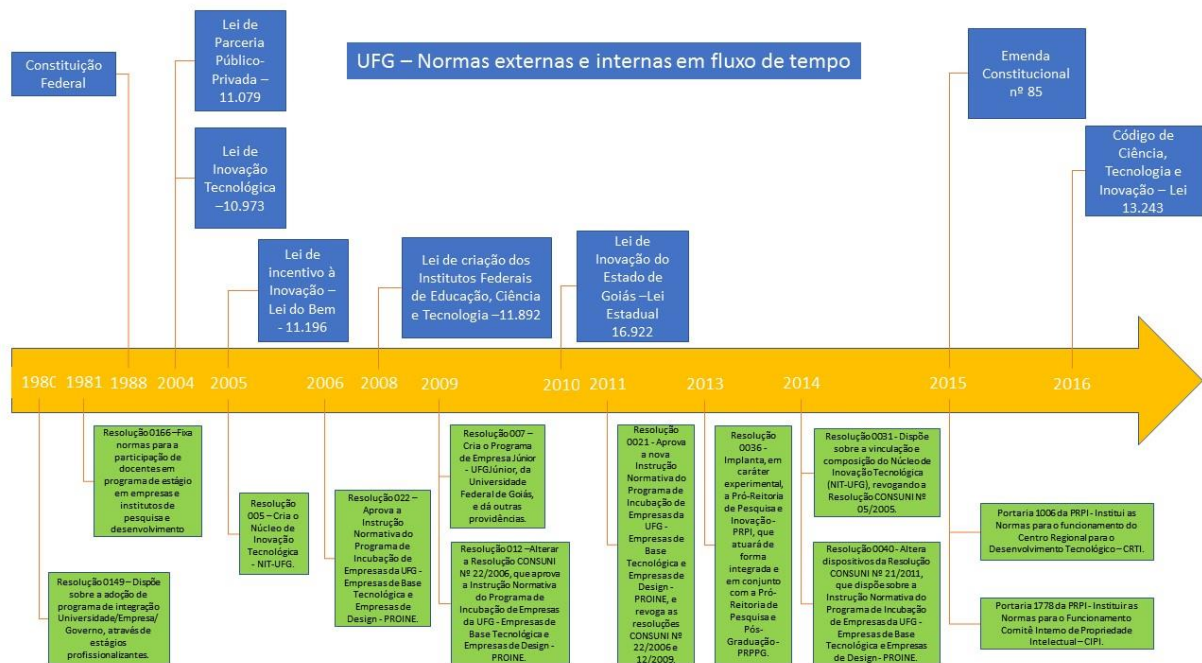 UFG – Normas externas e internas em fluxo de tempo
Constituição
Federal
Lei de
Parceria
Público-
Privada –
11.079
Lei de
Inovação
Tecnológica
–10.973
Lei de
incentivo à
Inovação –
Lei do Bem
- 11.196
Lei de criação dos
Institutos Federais
de Educação, Ciência
e Tecnologia –11.892
Lei de
Inovação do
Estado de
Goiás –Lei
Estadual
16.922
Emenda
Constitucional
nº 85
Código de
Ciência,
Tecnologia e
Inovação – Lei
13.243
1980 1981 1988 2004 2005 2006 2008 2009 2010 2011 2013 2014 2015 2016
Resolução 0149 – Dispõe
sobre a adoção de
programa de integração
Universidade/Empresa/
Governo, através de
estágios
profissionalizantes.
Resolução 0166 –Fixa
normas para a
participação de
docentes em
programa de estágio
em empresas e
institutos de
pesquisa e
desenvolvimento
Resolução
005 – Cria o
Núcleo de
Inovação
Tecnológica
- NIT-UFG.
Resolução 022 –
Aprova a
Instrução
Normativa do
Programa de
Incubação de
Empresas da UFG -
Empresas de Base
Tecnológica e
Empresas de
Design - PROINE.
Resolução 007 –
Cria o Programa
de Empresa Júnior -
UFGJúnior, da
Universidade
Federal de Goiás,
e dá outras
providências.
Resolução 012 –Alterar
a Resolução CONSUNI
Nº 22/2006, que aprova
a Instrução Normativa
do Programa de
Incubação de Empresas
da UFG - Empresas de
Base Tecnológica e
Empresas de Design -
PROINE.
Resolução
0021 - Aprova
a nova
Instrução
Normativa do
Programa de
Incubação de
Empresas da
UFG -
Empresas de
Base
Tecnológica e
Empresas de
Design -
PROINE, e
revoga as
resoluções
CONSUNI Nº
22/2006 e
12/2009.
Resolução
0036 -
Implanta, em
caráter
experimental,
a Pró-Reitoria
de Pesquisa e
Inovação -
PRPI, que
atuará de
forma
integrada e
em conjunto
com a Pró-
Reitoria de
Pesquisa e
Pós-
Graduação -
PRPPG.
Resolução 0031 - Dispõe
sobre a vinculação e
composição do Núcleo de
Inovação Tecnológica
(NIT-UFG), revogando a
Resolução CONSUNI Nº
05/2005.
Resolução 0040 - Altera
dispositivos da Resolução
CONSUNI Nº 21/2011,
que dispõe sobre a
Instrução Normativa do
Programa de Incubação
de Empresas da UFG -
Empresas de Base
Tecnológica e Empresas
de Design - PROINE.
Portaria 1006 da PRPI - Institui as
Normas para o funcionamento do
Centro Regional para o
Desenvolvimento Tecnológico – CRTI.
Portaria 1778 da PRPI - Instituir as
Normas para o Funcionamento
Comitê Interno de Propriedade
Intelectual – CIPI.